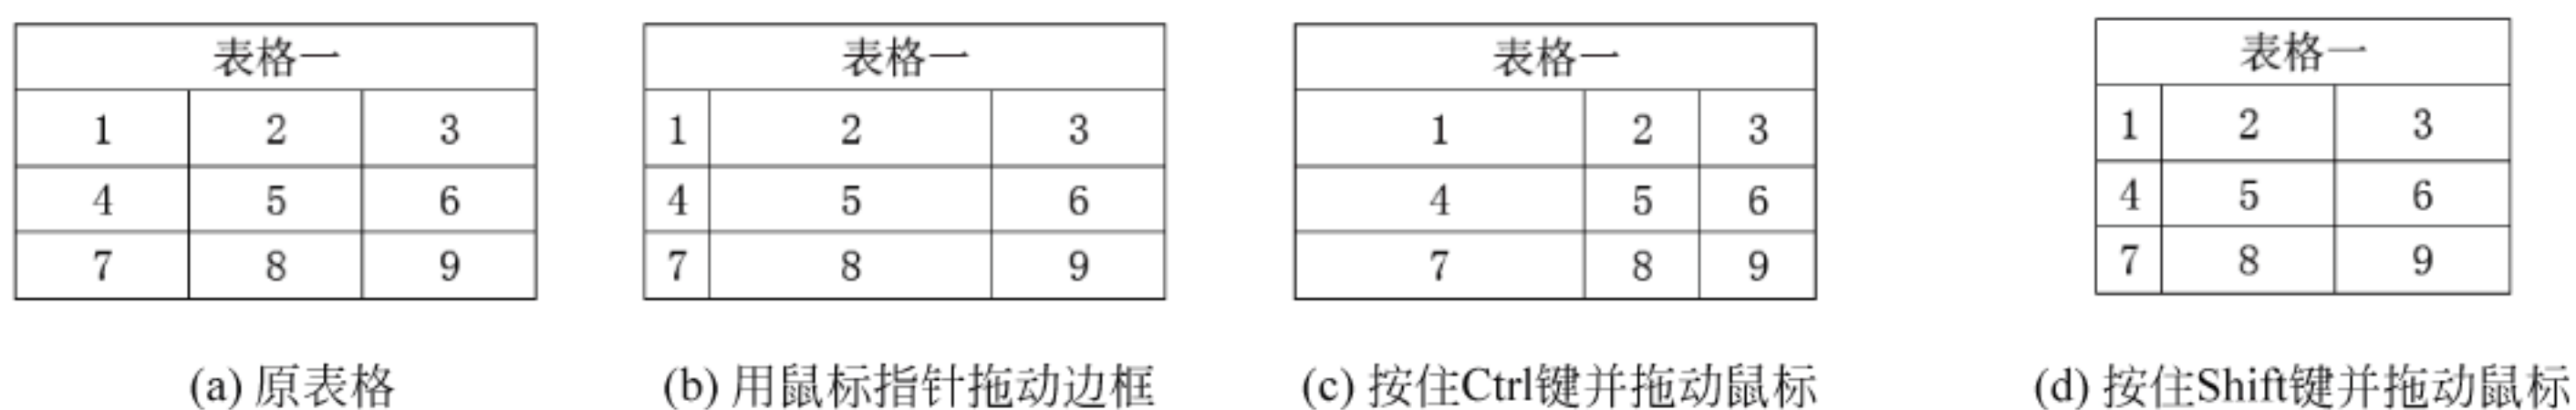 表格一 表格一 表格一 表格一
1 2 3 1 2 3 1 2 3 1 2 3
4 5 6 4 5 6 4 5 6 4 5 6
7 8 9 7 8 9 7 8 9 7 8 9
(a) 原表格 (b) 用鼠标指针拖动边框 (c) 按住Ctrl键并拖动鼠标 (d) 按住Shift键并拖动鼠标